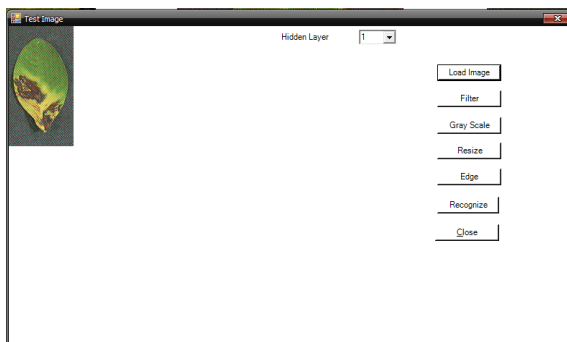 Test Image
Hidden Layer
1
Load Image
Filter
Gray Scale
Resize
Edge
Recognize
Close